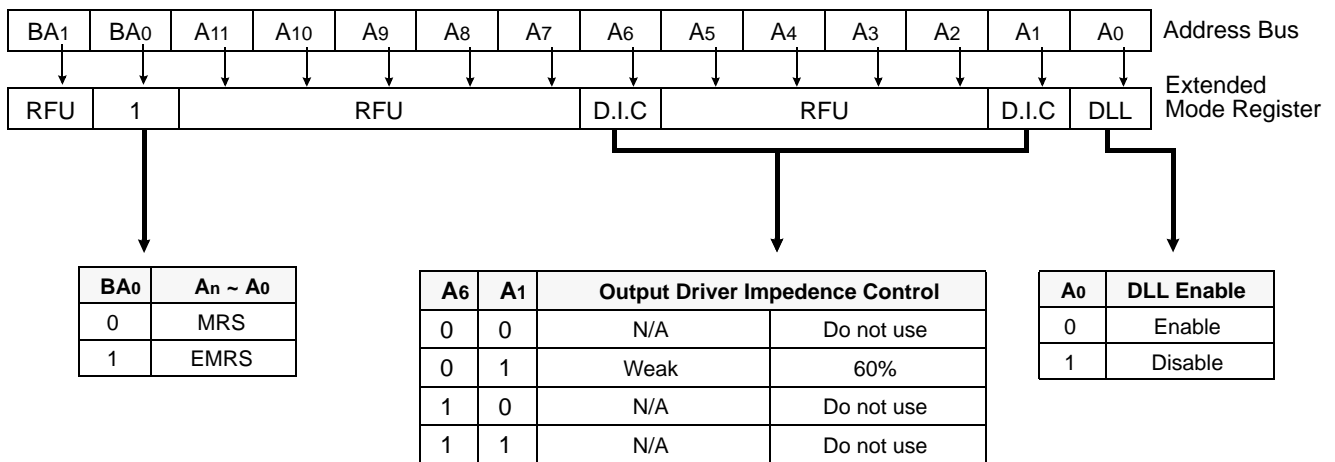 BA1 BA0 A11 A10 A9 A8 A7 A6 A5 A4 A3 A2 A1 A0 Address Bus
RFU 1 RFU D.I.C RFU D.I.C DLL Extended
Mode Register
BA0 An ~ A0
0 MRS
1 EMRS
A6 A1 Output Driver Impedence Control
0 0 N/A Do not use
0 1 Weak 60%
1 0 N/A Do not use
1 1 N/A Do not use
A0 DLL Enable
0 Enable
1 Disable